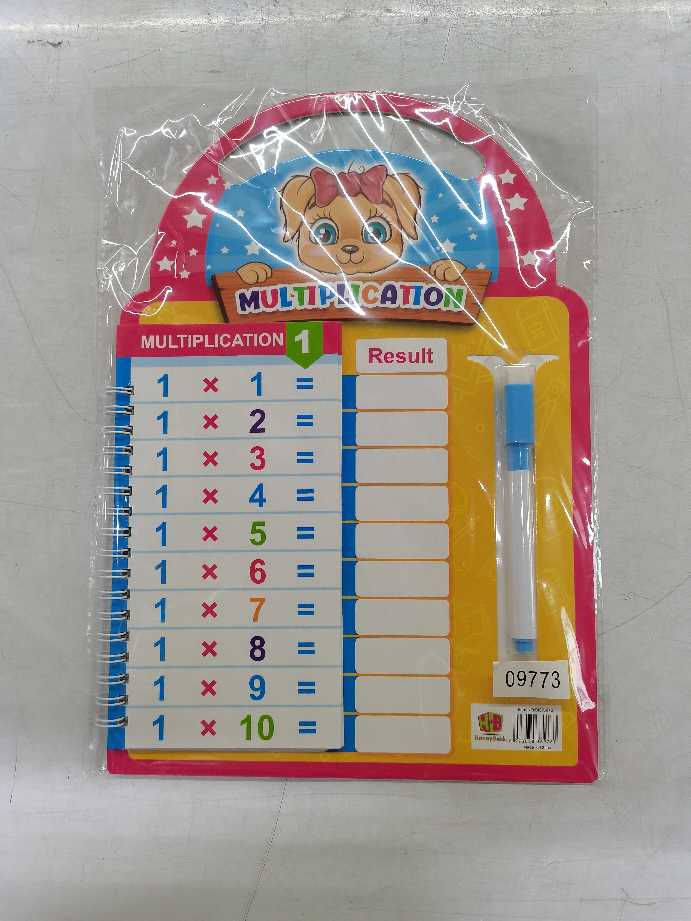 MULTIPLICATION
MULTIPLICATION 1
Result
1 × 1 =
1 × 2 =
1 × 3 =
1 × 4 =
1 × 5 =
1 × 6 =
1 × 7 =
1 × 8 =
1 × 9 =
1 × 10 =
09773